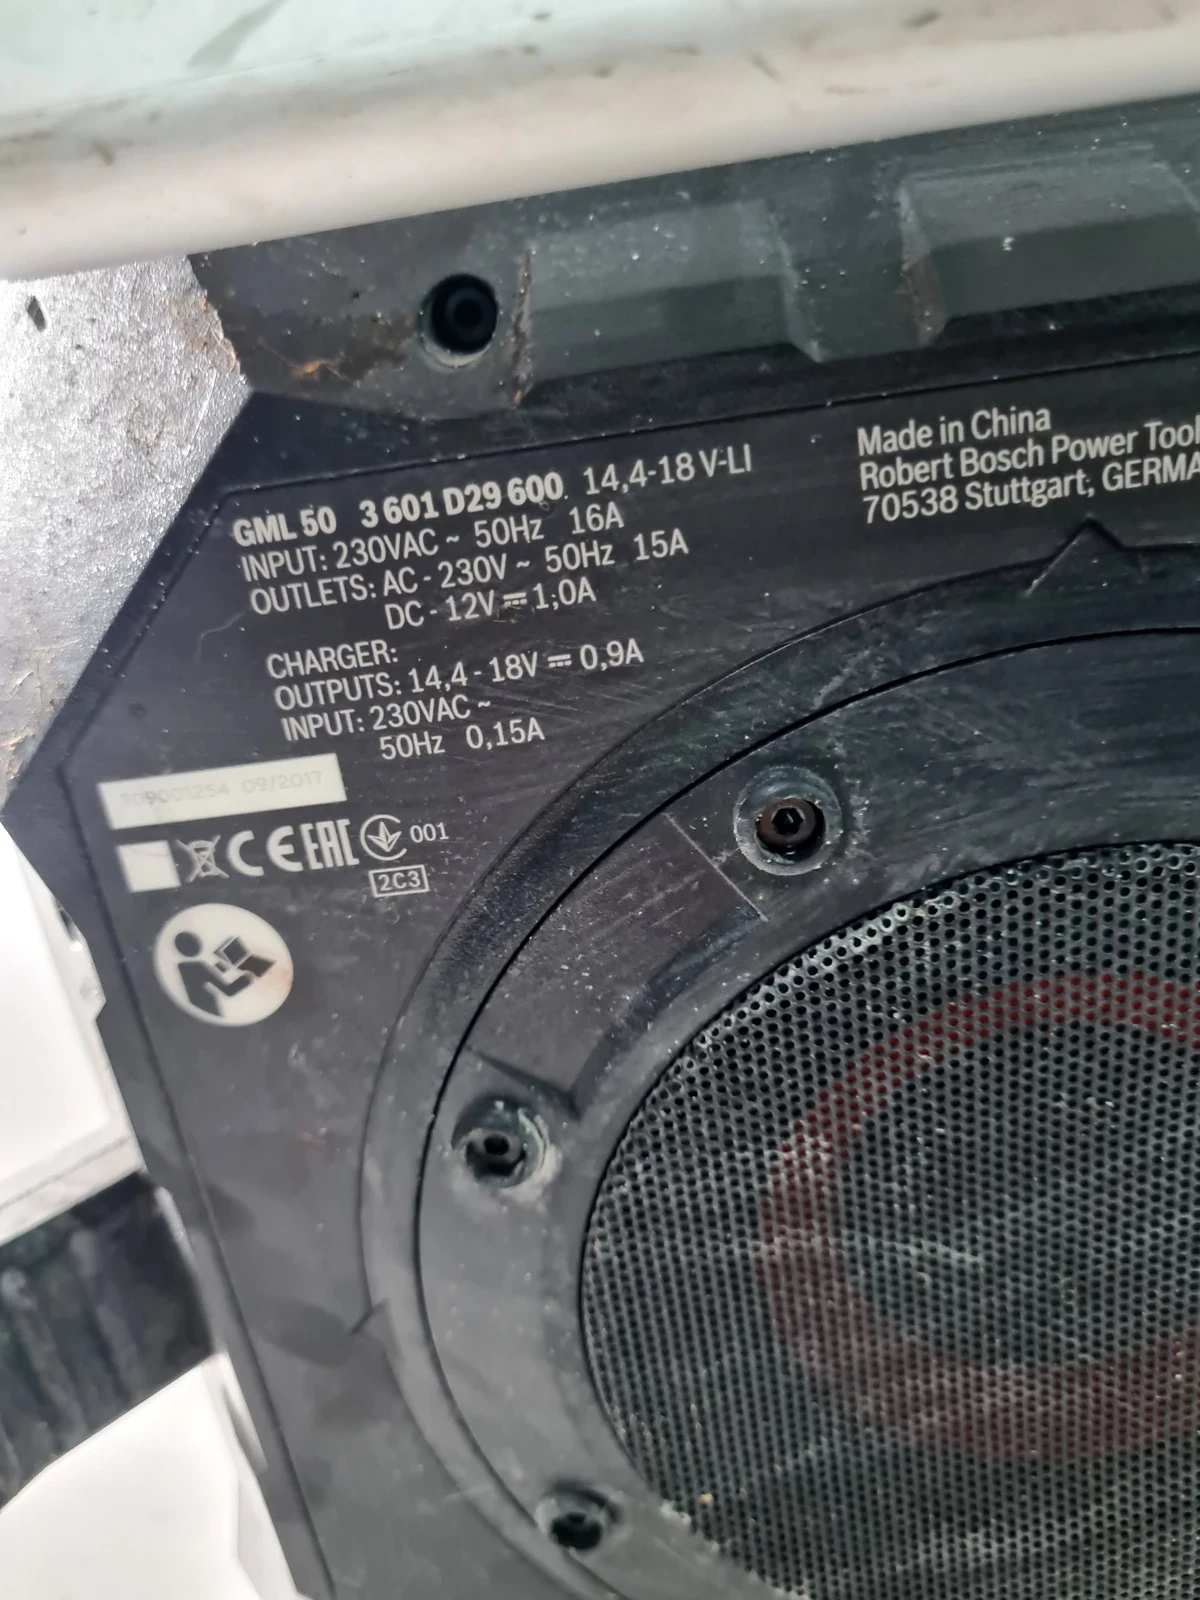 GML 50 3 601 D29 600 14,4-18 V-LI
INPUT: 230VAC ~ 50Hz 16A
OUTLETS: AC - 230V ~ 50Hz 15A
DC - 12V ⎓ 1,0A
CHARGER:
OUTPUTS: 14,4 - 18V ⎓ 0,9A
INPUT: 230VAC ~
50Hz 0,15A
09/2017
CE EAC 001
2C3
Made in China
Robert Bosch Power Tool
70538 Stuttgart, GERMA